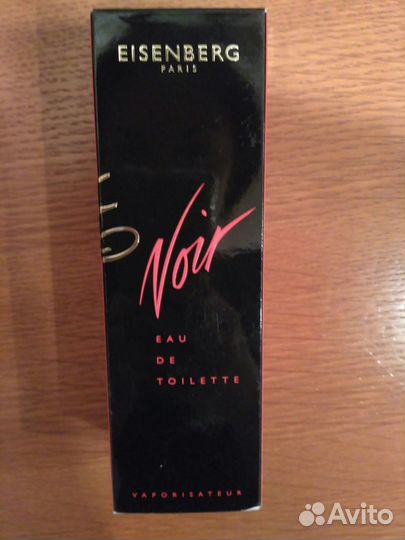 EISENBERG
PARIS
Noir
EAU
DE
TOILETTE
VAPORISATEUR
Avito